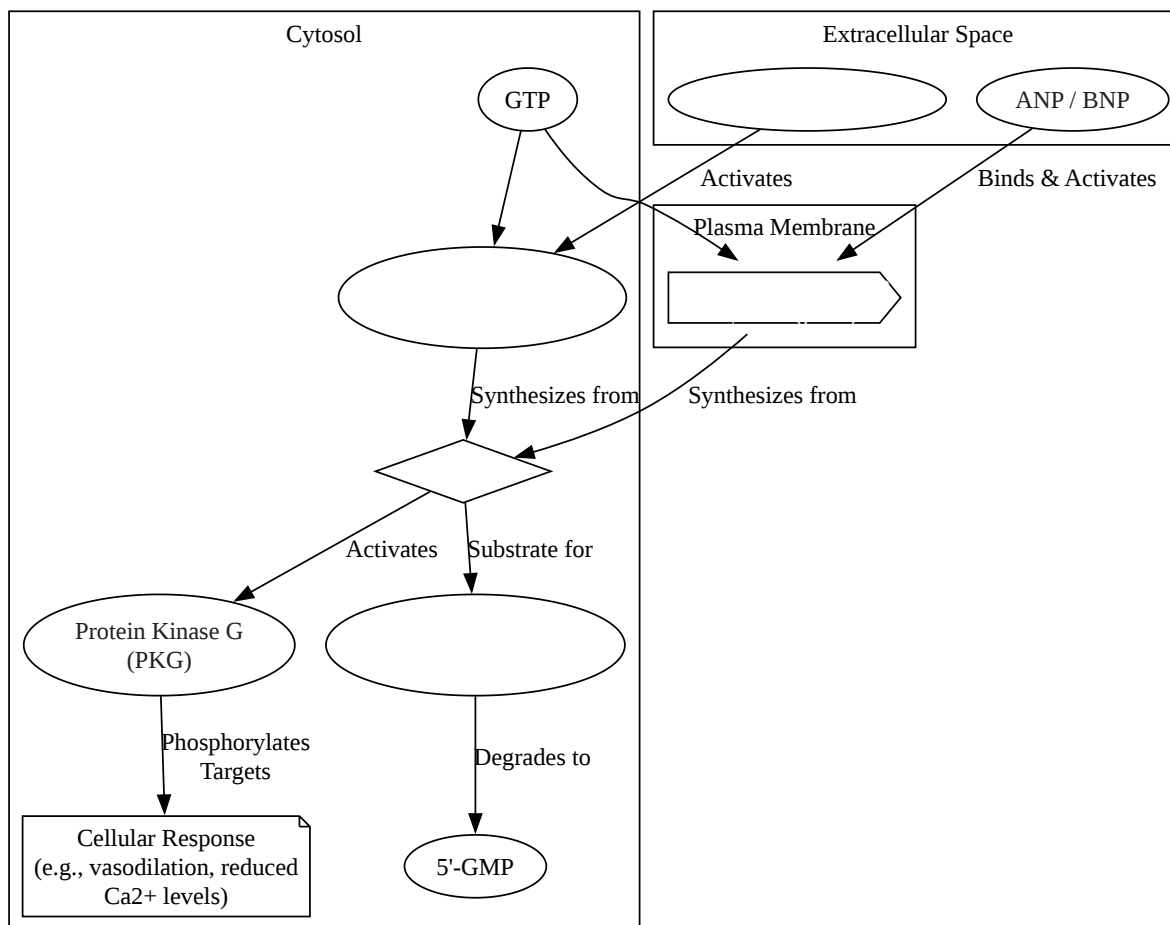 Cytosol
Extracellular Space
GTP
ANP / BNP
Activates
Binds & Activates
Plasma Membrane
Synthesizes from
Synthesizes from
Activates
Substrate for
Protein Kinase G
(PKG)
Phosphorylates
Targets
Degrades to
Cellular Response
(e.g., vasodilation, reduced
Ca2+ levels)
5'-GMP